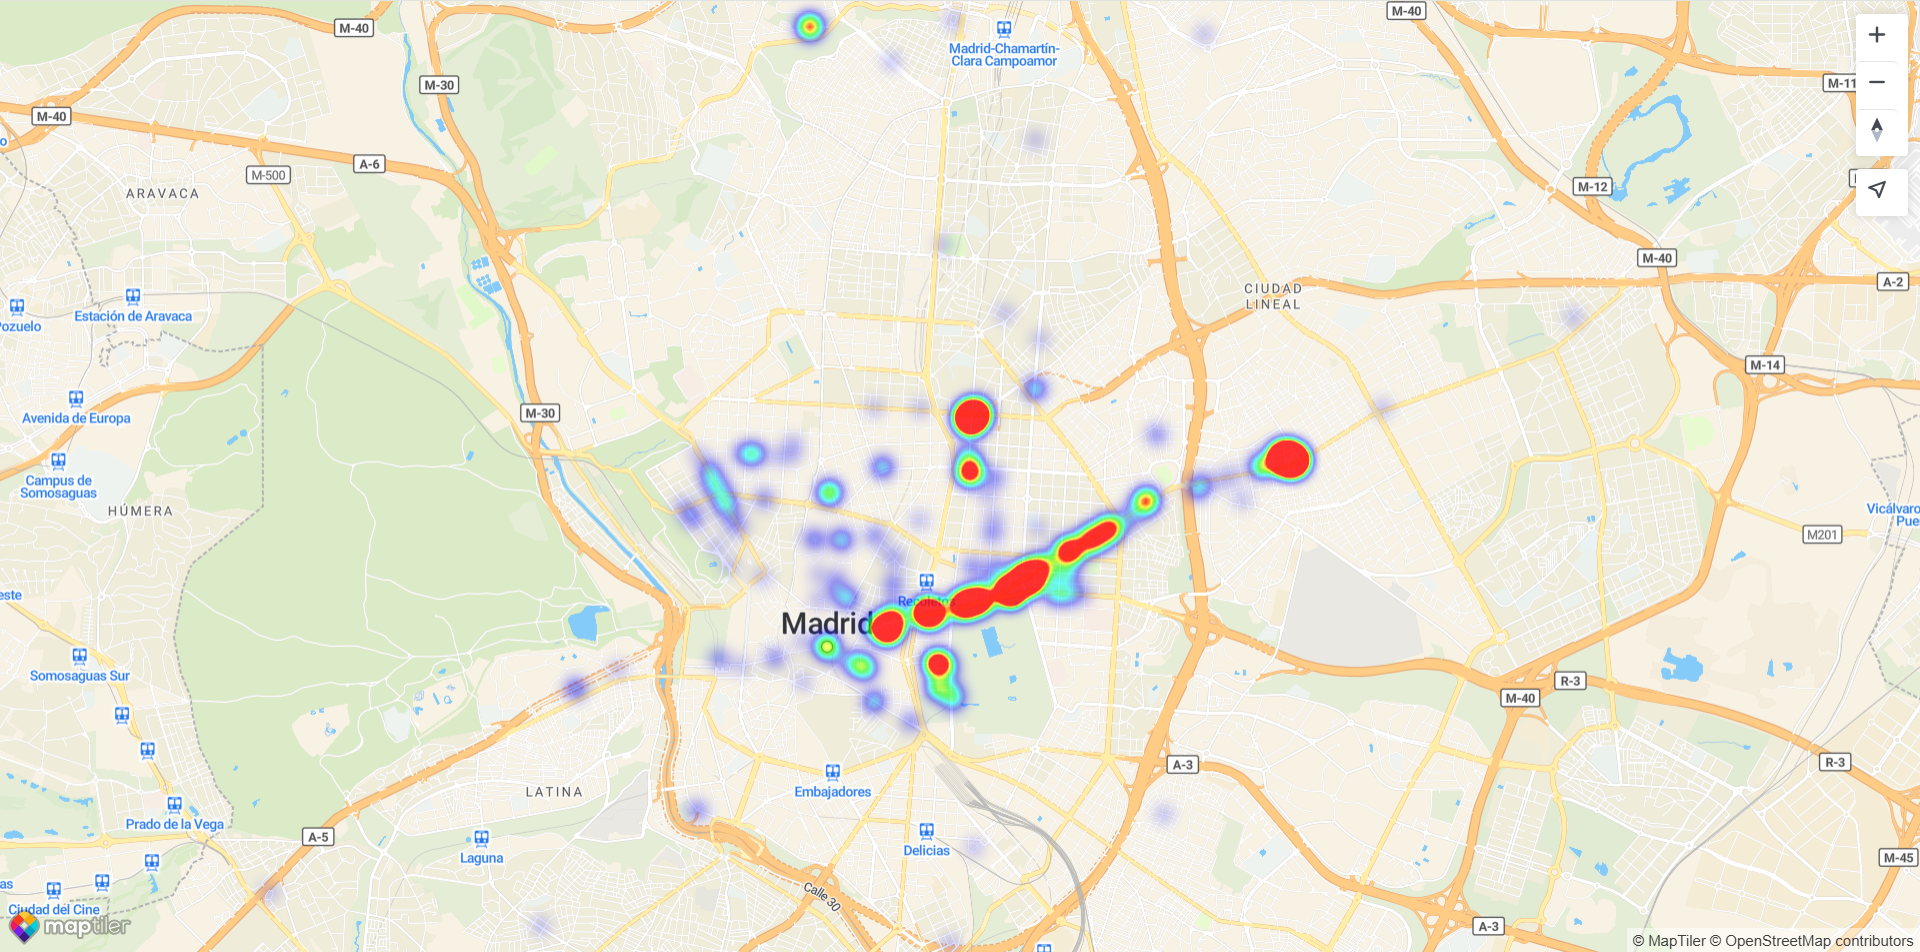 M-40
M-40
Madrid-Chamartín-
Clara Campoamor
M-30
M-11
M-40
A-6
M-500
ARAVACA
M-12
M-40
A-2
CIUDAD
LINEAL
Estación de Aravaca
Pozuelo
M-14
Avenida de Europa
M-30
Campus de
Somosaguas
HÚMERA
Vicálvaro
Pue
M201
este
Recoletos
Madrid
Somosaguas Sur
R-3
M-40
A-3
R-3
Embajadores
LATINA
Prado de la Vega
A-5
Laguna
Delicias
M-45
as
Ciudad del Cine
Calle 30
maptiler
A-3
© MapTiler © OpenStreetMap contributors